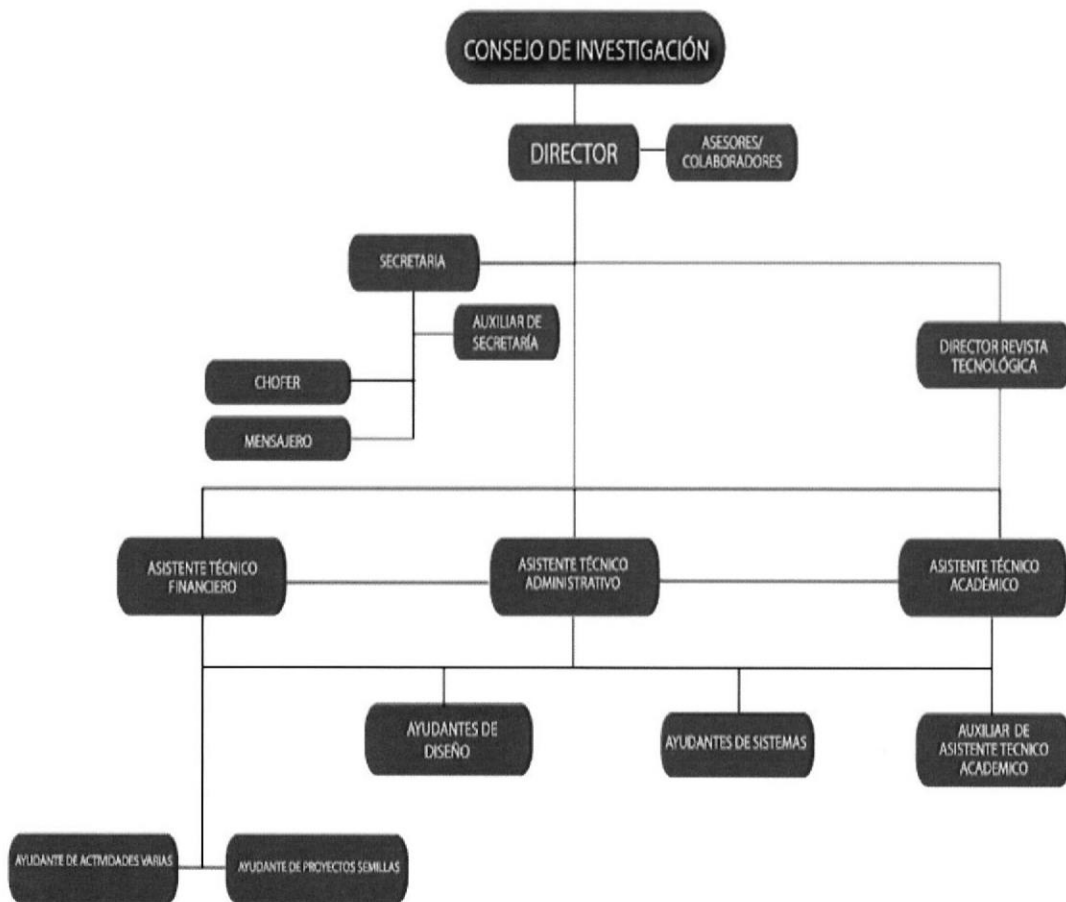 CONSEJO DE INVESTIGACIÓN
DIRECTOR
ASESORES/
COLABORADORES
SECRETARIA
AUXILIAR DE
SECRETARÍA
DIRECTOR REVISTA
TECNOLÓGICA
CHOFER
MENSAJERO
ASISTENTE TÉCNICO
FINANCIERO
ASISTENTE TÉCNICO
ADMINISTRATIVO
ASISTENTE TÉCNICO
ACADÉMICO
AYUDANTES DE
DISEÑO
AYUDANTES DE SISTEMAS
AUXILIAR DE
ASISTENTE TECNICO
ACADEMICO
AYUDANTE DE ACTIVIDADES VARIAS
AYUDANTE DE PROYECTOS SEMILLAS